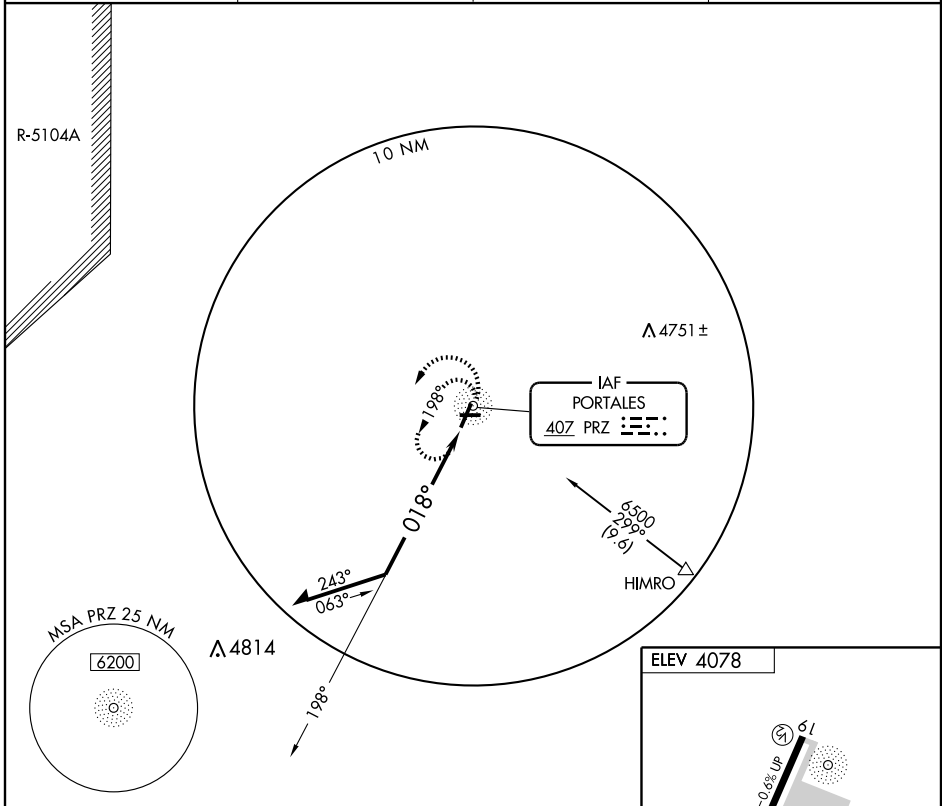 R-5104A
10 NM
4751±
IAF
PORTALES
407 PRZ
198°
018°
6500
299°
(9.6)
HIMRO
243°
063°
198°
4814
MSA PRZ 25 NM
6200
ELEV 4078
19
0.6% UP